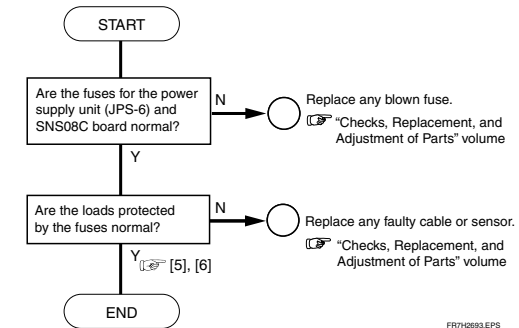 START
Are the fuses for the power
supply unit (JPS-6) and
SNS08C board normal?
N
Replace any blown fuse.
“Checks, Replacement, and
Adjustment of Parts” volume
Y
Are the loads protected
by the fuses normal?
N
Replace any faulty cable or sensor.
“Checks, Replacement, and
Adjustment of Parts” volume
Y
[5], [6]
END
FR7H2693.EPS